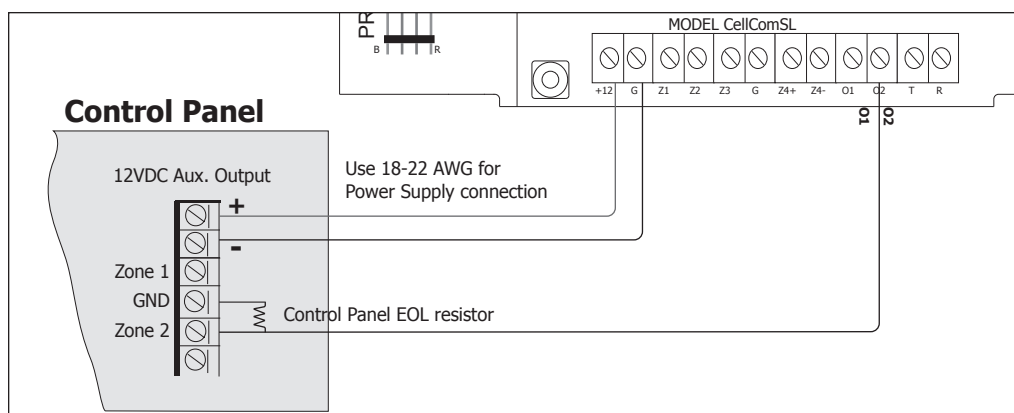 PR
B R
MODEL CellComSL
+12 G Z1 Z2 Z3 G Z4+ Z4- O1 O2 T R
O1 O2
Control Panel
12VDC Aux. Output
+
-
Use 18-22 AWG for
Power Supply connection
Zone 1
GND
Zone 2
Control Panel EOL resistor